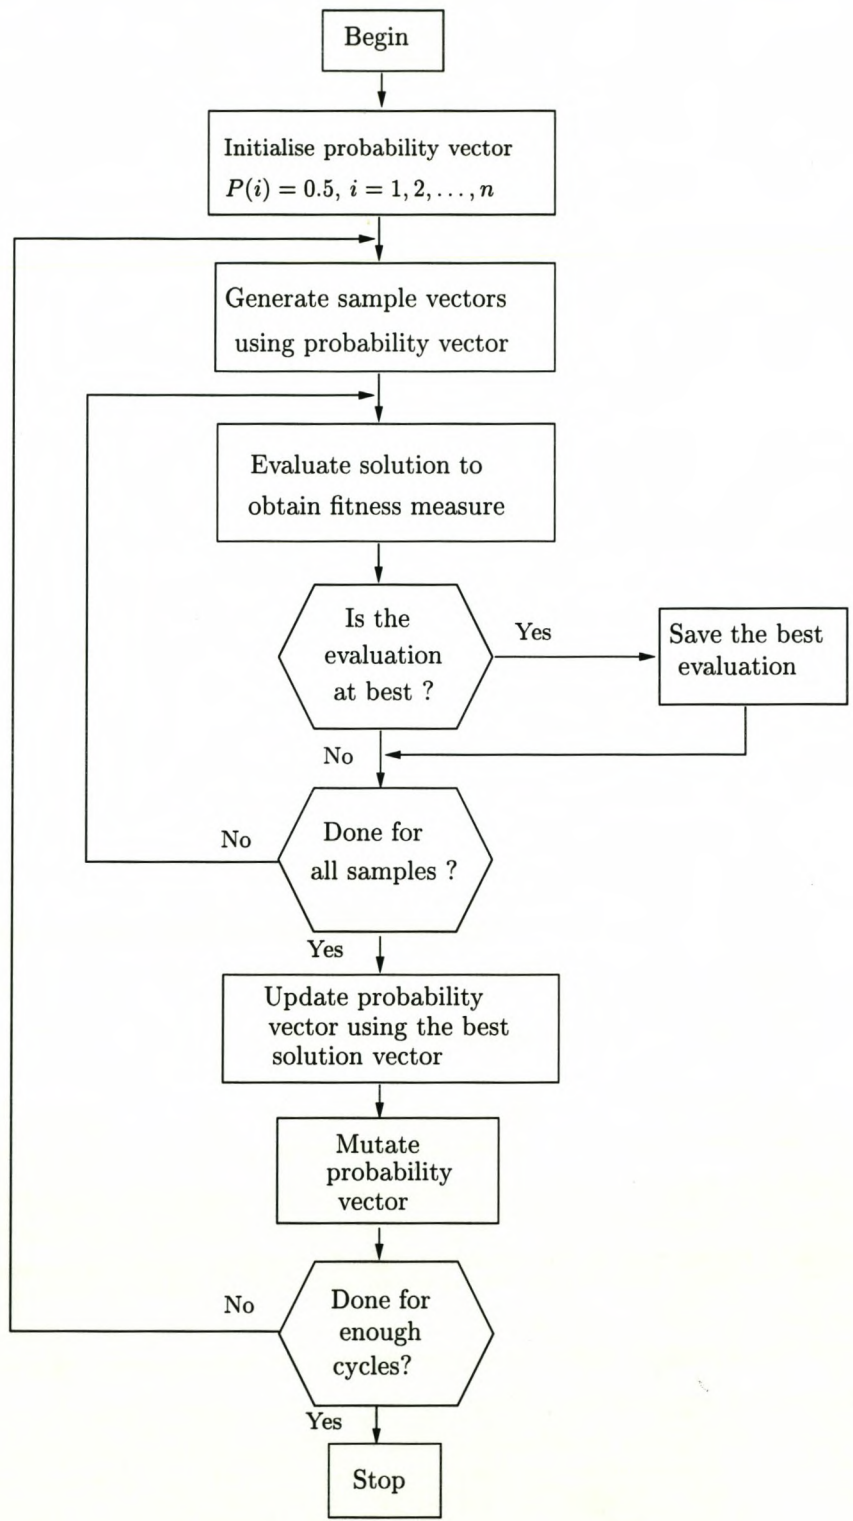 Begin
Initialise probability vector
P(i) = 0.5, i = 1, 2, . . . , n
Generate sample vectors
using probability vector
Evaluate solution to
obtain fitness measure
Is the
evaluation
at best ?
Yes
Save the best
evaluation
No
Done for
all samples ?
No
Yes
Update probability
vector using the best
solution vector
Mutate
probability
vector
Done for
enough
cycles?
No
Yes
Stop